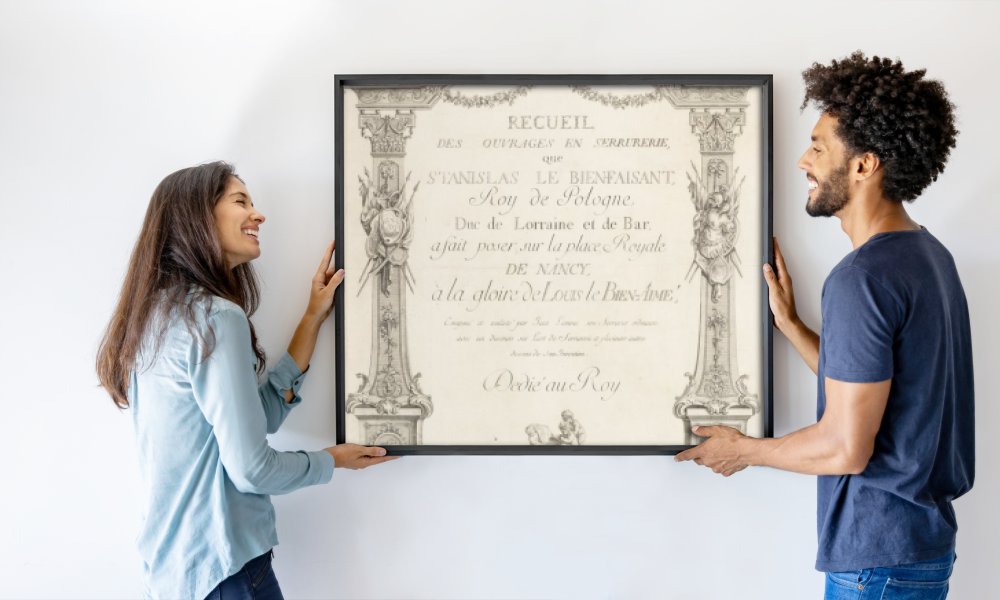 RECUEIL
DES OUVRAGES EN SERRURERIE,
que
STANISLAS LE BIENFAISANT,
Roy de Pologne,
Duc de Lorraine et de Bar,
a fait poser sur la place Royale
DE NANCY,
à la gloire de LOUIS le BIEN-AIMÉ,
Dedié au Roy